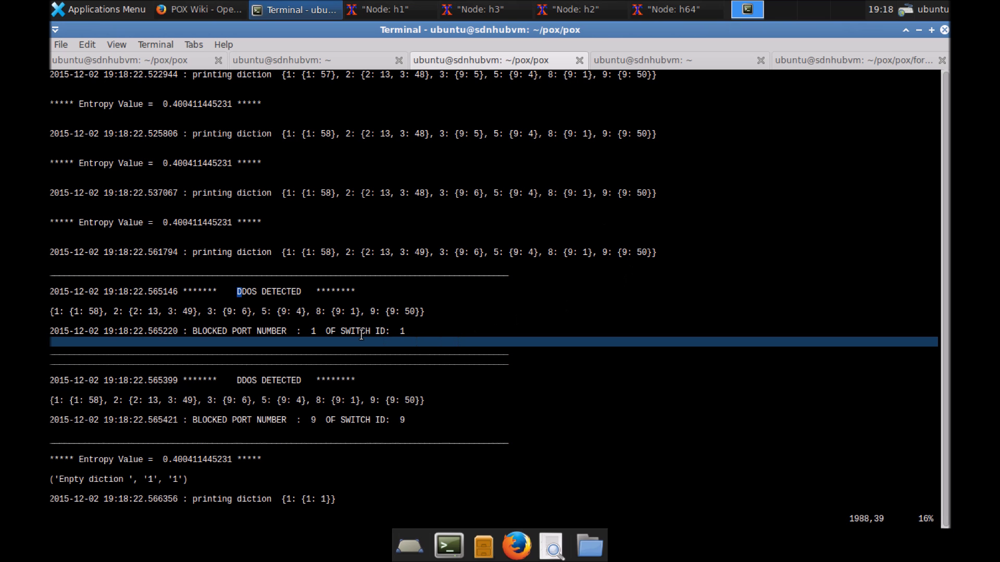 Applications Menu POX Wiki - Ope... Terminal - ubu... "Node: h1" "Node: h3" "Node: h2" "Node: h64" 19:18 ubuntu
Terminal - ubuntu@sdnhubvm: ~/pox/pox
File Edit View Terminal Tabs Help
ubuntu@sdnhubvm: ~/pox/pox ubuntu@sdnhubvm: ~ ubuntu@sdnhubvm: ~/pox/pox ubuntu@sdnhubvm: ~ ubuntu@sdnhubvm: ~/pox/pox/for...
2015-12-02 19:18:22.522944 : printing diction  {1: {1: 57}, 2: {2: 13, 3: 48}, 3: {9: 5}, 5: {9: 4}, 8: {9: 1}, 9: {9: 50}}
***** Entropy Value =  0.400411445231 *****
2015-12-02 19:18:22.525806 : printing diction  {1: {1: 58}, 2: {2: 13, 3: 48}, 3: {9: 5}, 5: {9: 4}, 8: {9: 1}, 9: {9: 50}}
***** Entropy Value =  0.400411445231 *****
2015-12-02 19:18:22.537067 : printing diction  {1: {1: 58}, 2: {2: 13, 3: 48}, 3: {9: 6}, 5: {9: 4}, 8: {9: 1}, 9: {9: 50}}
***** Entropy Value =  0.400411445231 *****
2015-12-02 19:18:22.561794 : printing diction  {1: {1: 58}, 2: {2: 13, 3: 49}, 3: {9: 6}, 5: {9: 4}, 8: {9: 1}, 9: {9: 50}}
2015-12-02 19:18:22.565146 *******    DDOS DETECTED   ********
{1: {1: 58}, 2: {2: 13, 3: 49}, 3: {9: 6}, 5: {9: 4}, 8: {9: 1}, 9: {9: 50}}
2015-12-02 19:18:22.565220 : BLOCKED PORT NUMBER  :  1  OF SWITCH ID:  1
2015-12-02 19:18:22.565399 *******    DDOS DETECTED   ********
{1: {1: 58}, 2: {2: 13, 3: 49}, 3: {9: 6}, 5: {9: 4}, 8: {9: 1}, 9: {9: 50}}
2015-12-02 19:18:22.565421 : BLOCKED PORT NUMBER  :  9  OF SWITCH ID:  9
***** Entropy Value =  0.400411445231 *****
('Enpty diction ', '1', '1')
2015-12-02 19:18:22.566356 : printing diction  {1: {1: 1}}
1988,39 16%